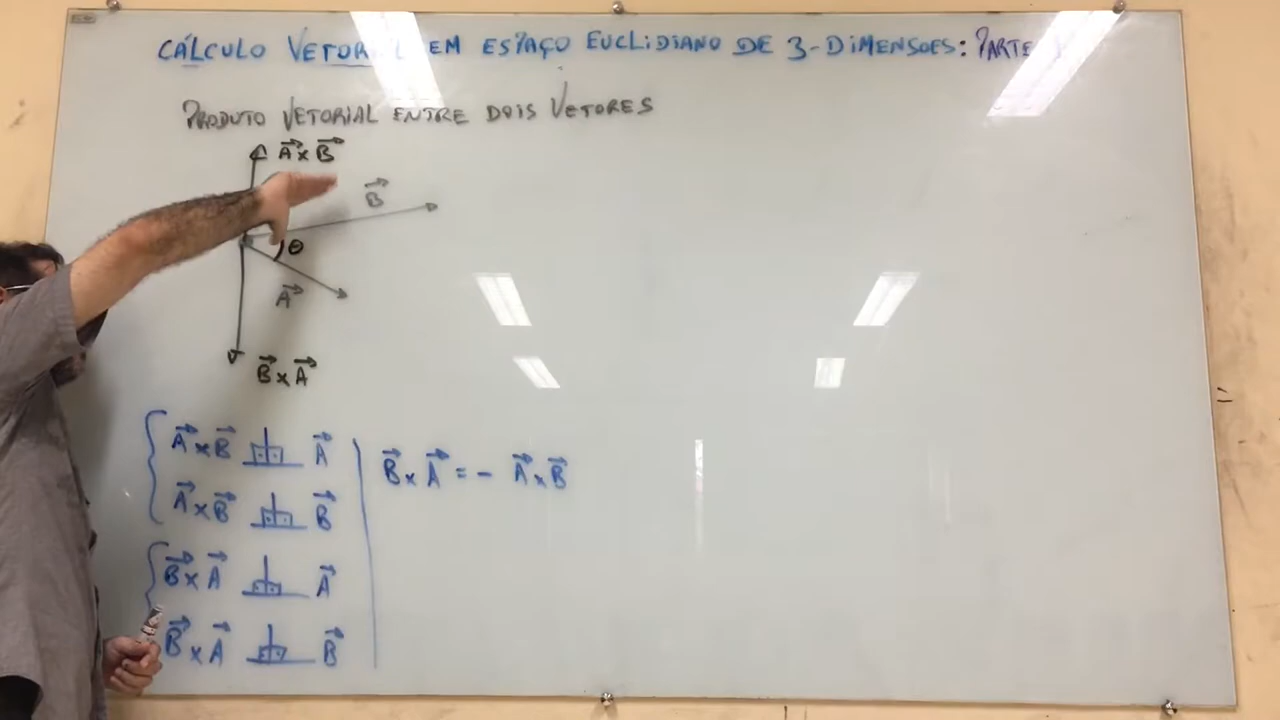 CÁLCULO VETORIAL EM ESPAÇO EUCLIDIANO DE 3-DIMENSOES: PARTE
PRODUTO VETORIAL ENTRE DOIS VETORES
A⃗ x B⃗
B⃗
θ
A⃗
B⃗ x A⃗
A⃗ x B⃗ ⊥ A⃗
A⃗ x B⃗ ⊥ B⃗
B⃗ x A⃗ = - A⃗ x B⃗
B⃗ x A⃗ ⊥ A⃗
B⃗ x A⃗ ⊥ B⃗